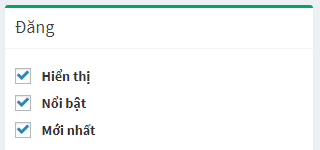 Đăng
Hiển thị
Nổi bật
Mới nhất